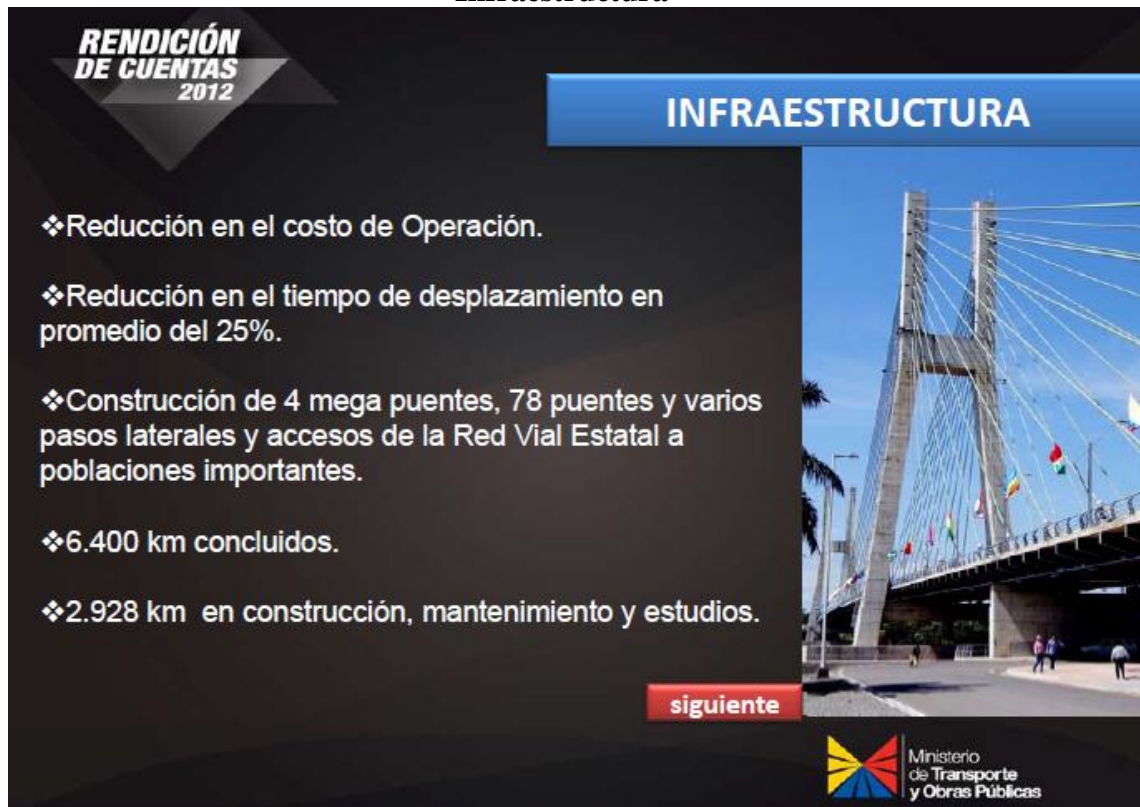 Infraestructura
RENDICIÓN
DE CUENTAS
2012
INFRAESTRUCTURA
❖Reducción en el costo de Operación.
❖Reducción en el tiempo de desplazamiento en
promedio del 25%.
❖Construcción de 4 mega puentes, 78 puentes y varios
pasos laterales y accesos de la Red Vial Estatal a
poblaciones importantes.
❖6.400 km concluidos.
❖2.928 km en construcción, mantenimiento y estudios.
siguiente
Ministerio
de Transporte
y Obras Públicas